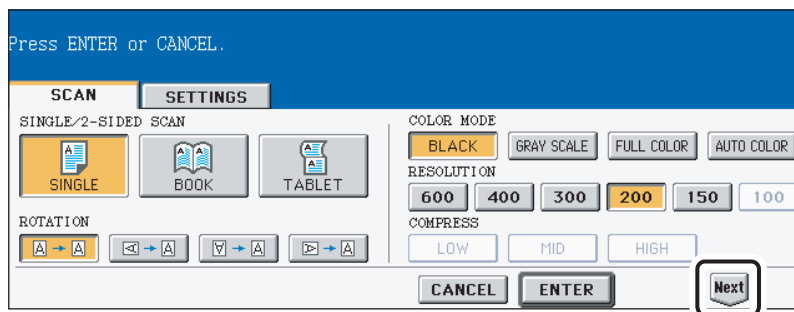 Press ENTER or CANCEL.
SCAN SETTINGS
SINGLE/2-SIDED SCAN
SINGLE BOOK TABLET
ROTATION
A → A A → A A → A A → A
COLOR MODE
BLACK GRAY SCALE FULL COLOR AUTO COLOR
RESOLUTION
600 400 300 200 150 100
COMPRESS
LOW MID HIGH
CANCEL ENTER Next